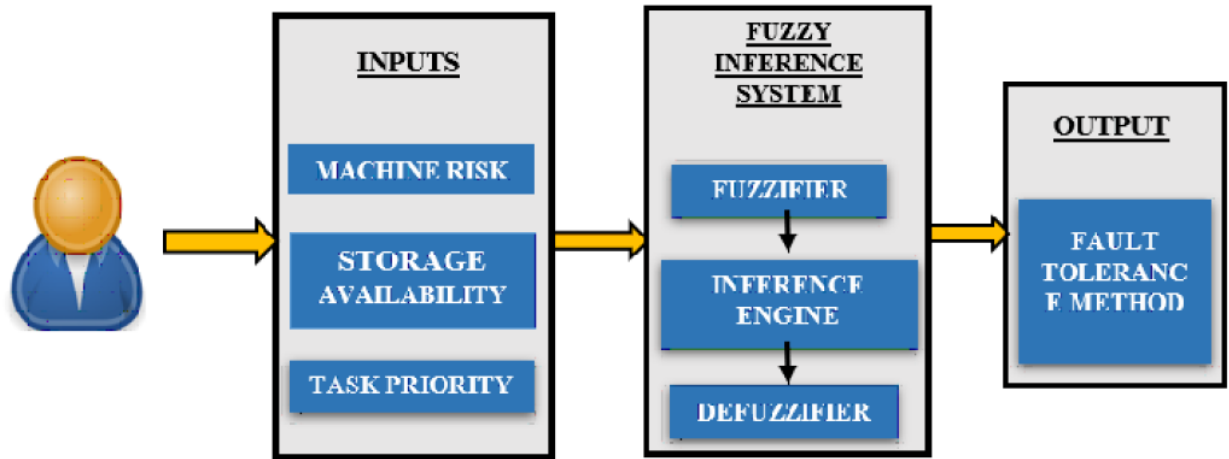 INPUTS
MACHINE RISK
STORAGE
AVAILABILITY
TASK PRIORITY
FUZZY
INFERENCE
SYSTEM
FUZZIFIER
INFERENCE
ENGINE
DEFUZZIFIER
OUTPUT
FAULT
TOLERANC
E METHOD